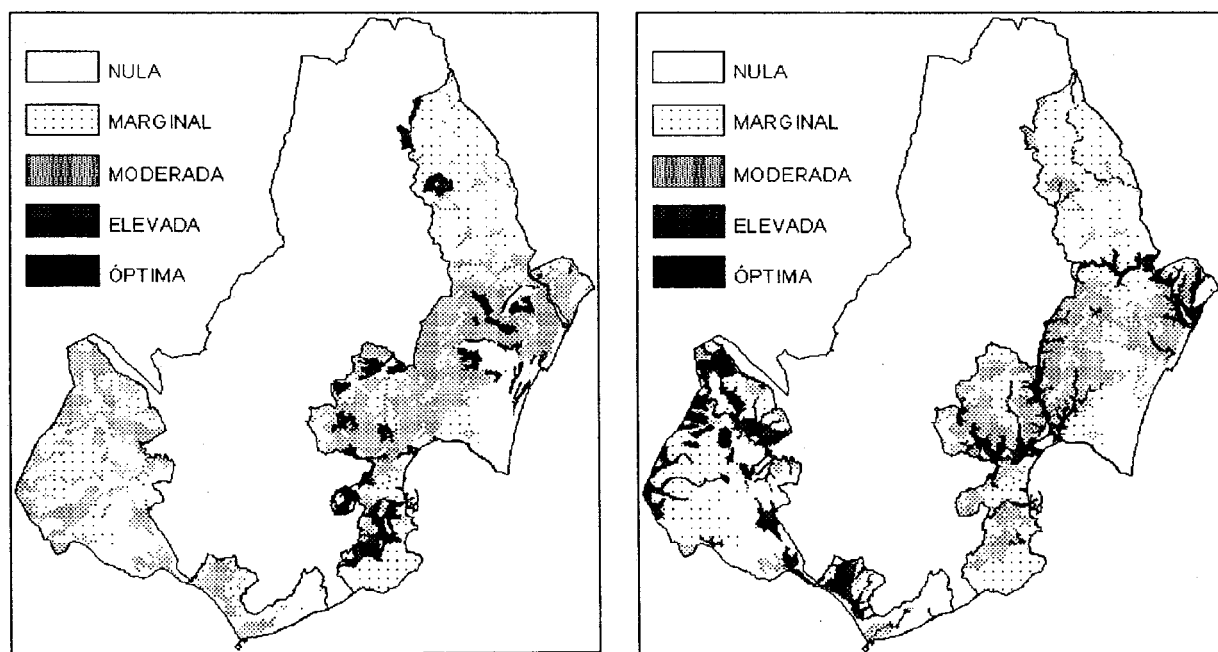 NULA
MARGINAL
MODERADA
ELEVADA
ÓPTIMA
NULA
MARGINAL
MODERADA
ELEVADA
ÓPTIMA